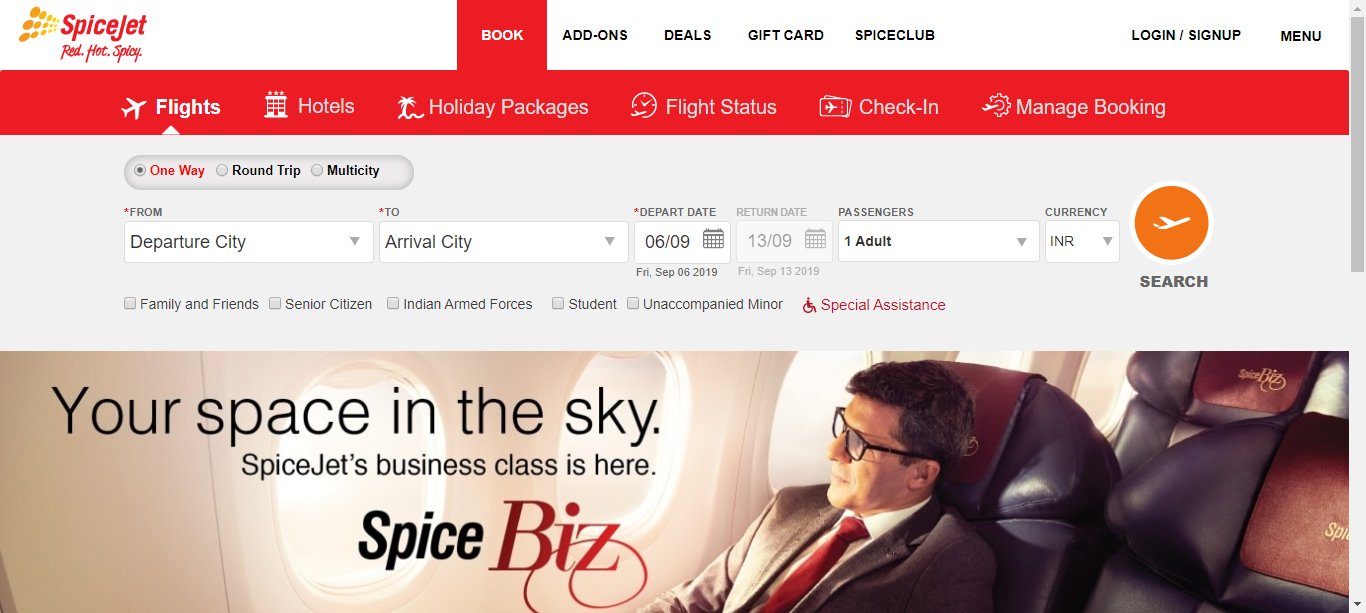 SpiceJet
Red. Hot. Spicy.
BOOK ADD-ONS DEALS GIFT CARD SPICECLUB LOGIN / SIGNUP MENU
Flights Hotels Holiday Packages Flight Status Check-In Manage Booking
One Way Round Trip Multicity
*FROM *TO *DEPART DATE RETURN DATE PASSENGERS CURRENCY
Departure City Arrival City 06/09 13/09 1 Adult INR
Fri, Sep 06 2019 Fri, Sep 13 2019
SEARCH
Family and Friends Senior Citizen Indian Armed Forces Student Unaccompanied Minor Special Assistance
Your space in the sky.
SpiceJet's business class is here.
Spice Biz
SpiceBiz